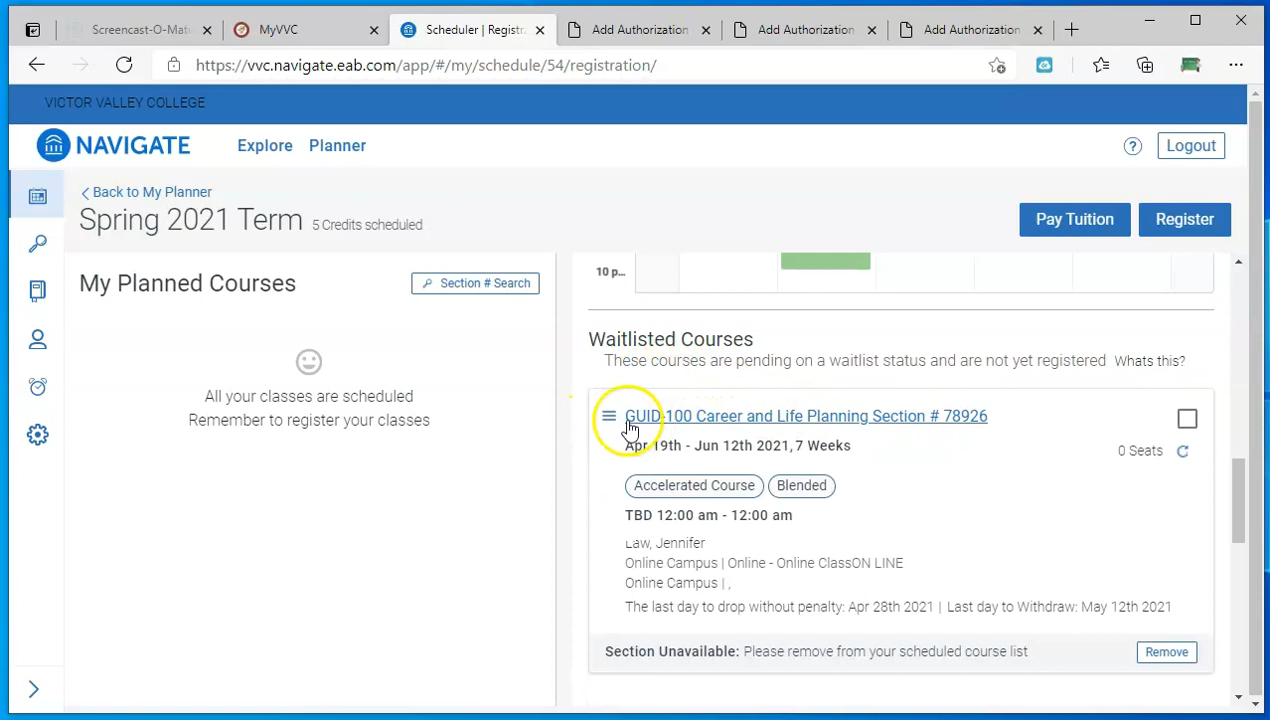 Screencast-O-Mat
MyVVC
Scheduler | Registra
Add Authorization
Add Authorization
Add Authorization
https://vvc.navigate.eab.com/app/#/my/schedule/54/registration/
VICTOR VALLEY COLLEGE
NAVIGATE
Explore
Planner
?
Logout
Back to My Planner
Spring 2021 Term
5 Credits scheduled
Pay Tuition
Register
My Planned Courses
Section # Search
All your classes are scheduled
Remember to register your classes
10 p...
Waitlisted Courses
These courses are pending on a waitlist status and are not yet registered
Whats this?
GUID-100 Career and Life Planning Section # 78926
Apr 19th - Jun 12th 2021, 7 Weeks
0 Seats
Accelerated Course
Blended
TBD 12:00 am - 12:00 am
Law, Jennifer
Online Campus | Online - Online ClassON LINE
Online Campus | ,
The last day to drop without penalty: Apr 28th 2021 | Last day to Withdraw: May 12th 2021
Section Unavailable: Please remove from your scheduled course list
Remove